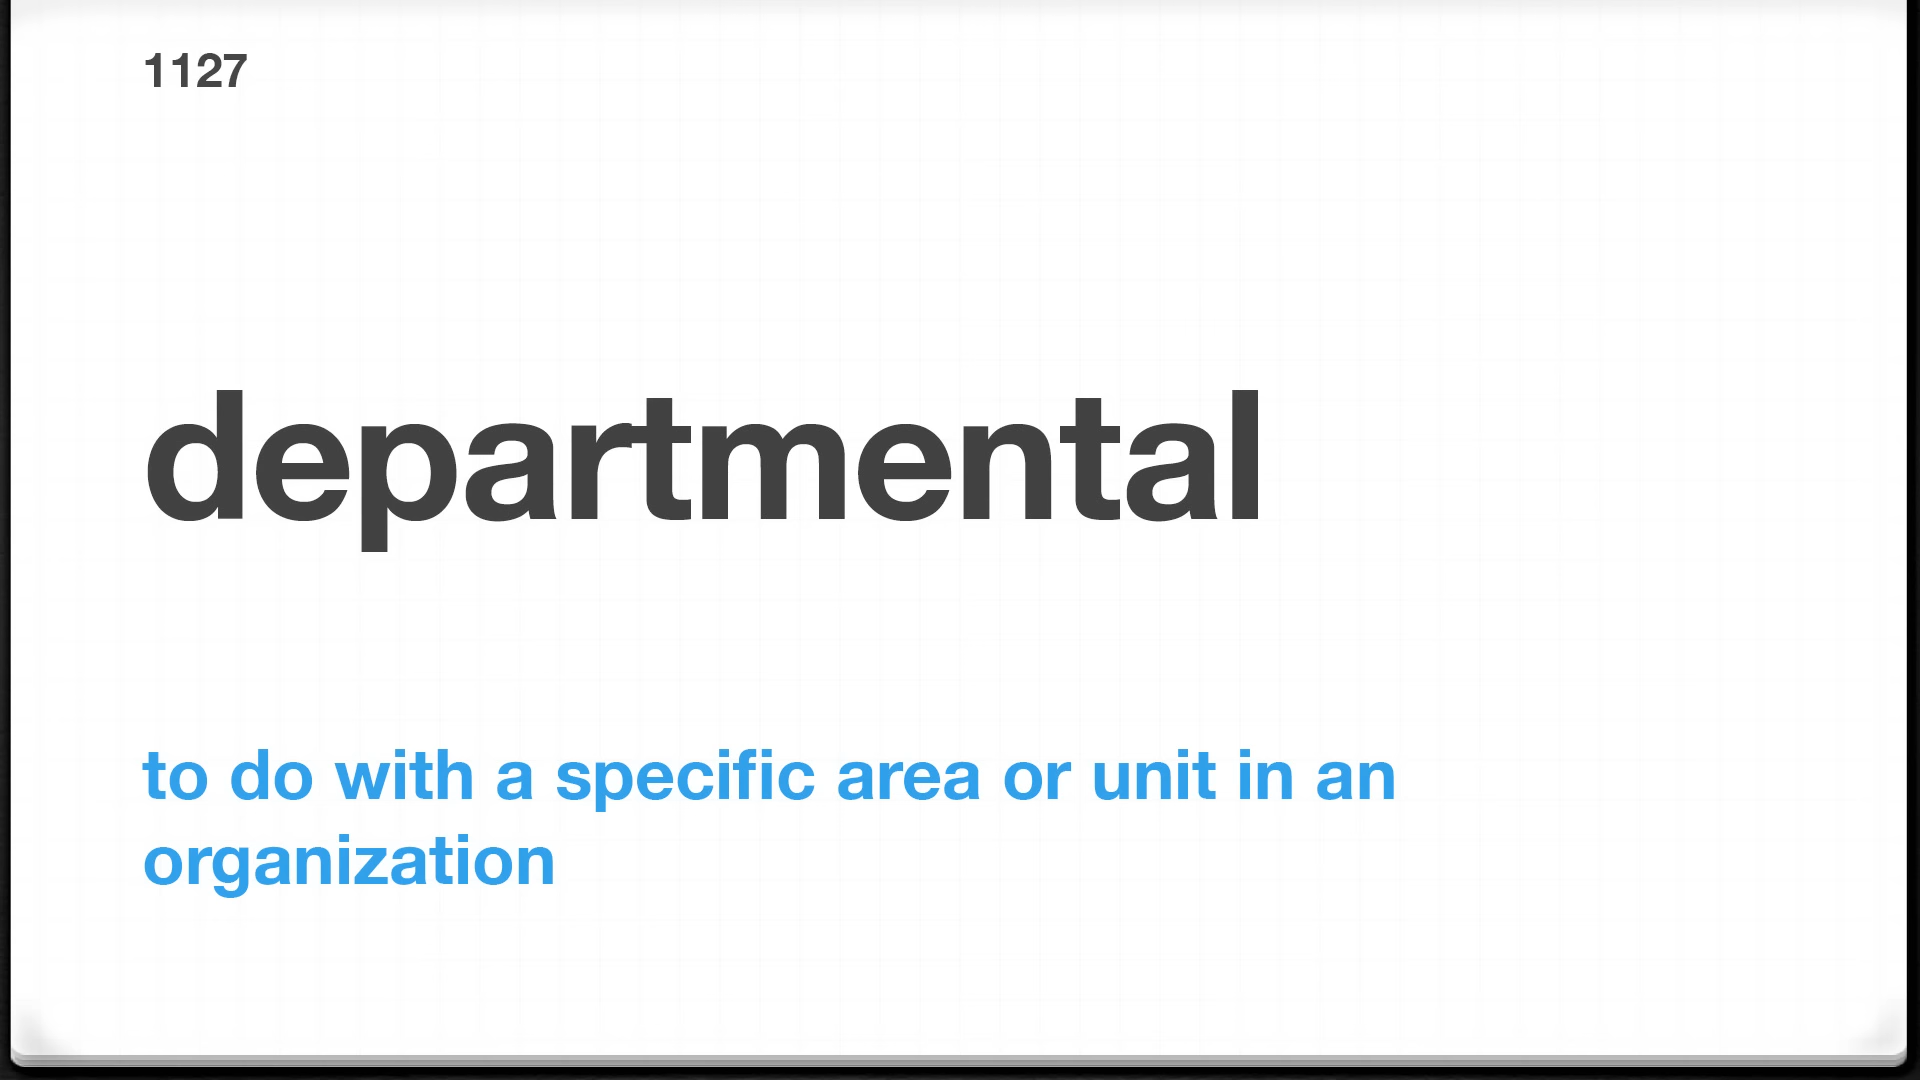 1127
departmental
to do with a specific area or unit in an
organization